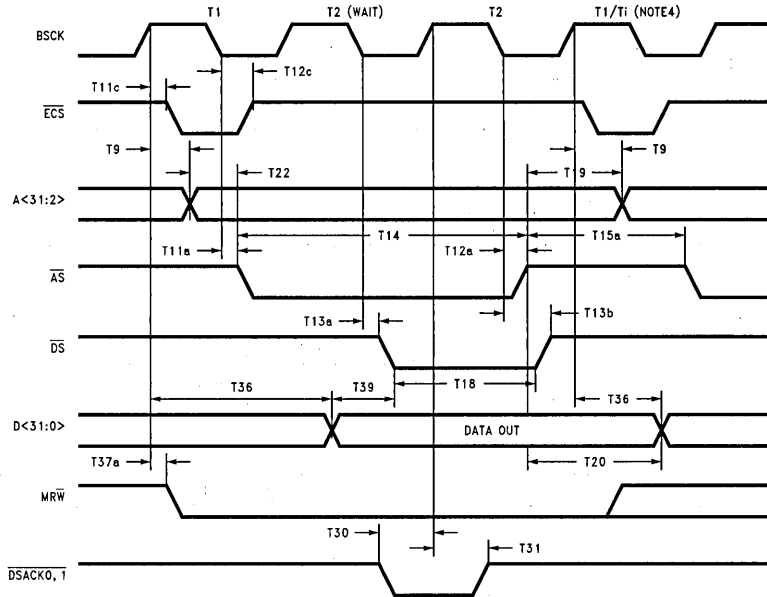 T1 T2 (WAIT) T2 T1/Ti (NOTE4)
BSCK
T11c T12c
ECS
T9 T9
T22 T19
A<31:2>
T14 T15a
T11a T12a
AS
T13a T13b
DS
T18
T36 T39 T36
D<31:0> DATA OUT
T37a T20
MRW
T30 T31
DSACK0, 1